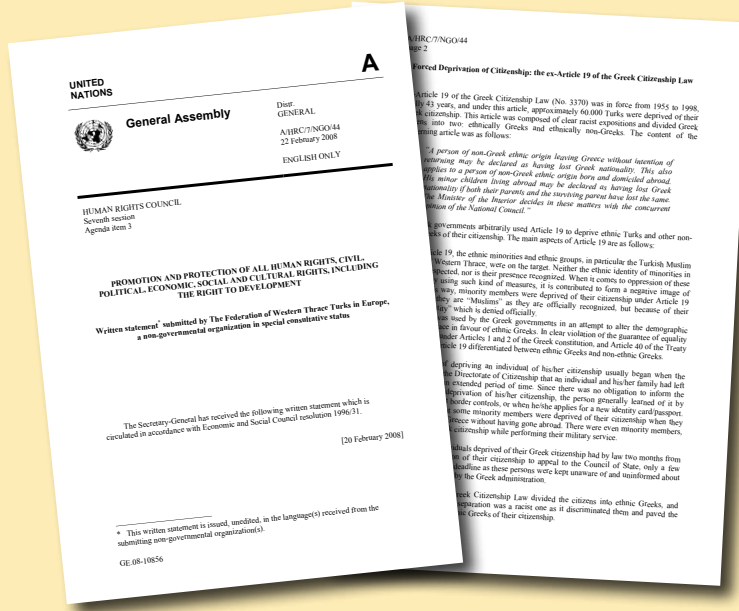 UNITED
NATIONS
A
General Assembly
Distr.
GENERAL
A/HRC/7/NGO/44
22 February 2008
ENGLISH ONLY
HUMAN RIGHTS COUNCIL
Seventh session
Agenda item 3
PROMOTION AND PROTECTION OF ALL HUMAN RIGHTS, CIVIL,
POLITICAL, ECONOMIC, SOCIAL AND CULTURAL RIGHTS, INCLUDING
THE RIGHT TO DEVELOPMENT
Written statement* submitted by The Federation of Western Thrace Turks in Europe,
a non-governmental organization in special consultative status
The Secretary-General has received the following written statement which is
circulated in accordance with Economic and Social Council resolution 1996/31.
[20 February 2008]
* This written statement is issued, unedited, in the language(s) received from the
submitting non-governmental organization(s).
GE.08-10856
A/HRC/7/NGO/44
2
Forced Deprivation of Citizenship: the ex-Article 19 of the Greek Citizenship Law
Article 19 of the Greek Citizenship Law (No. 3370) was in force from 1955 to 1998,
43 years, and under this article, approximately 60.000 Turks were deprived of their
citizenship. This article was composed of clear racist expositions and divided Greek
into two: ethnically Greeks and ethnically non-Greeks. The content of the
article was as follows:
"A person of non-Greek ethnic origin leaving Greece without intention of
returning may be declared as having lost Greek nationality. This also
applies to a person of non-Greek ethnic origin born and domiciled abroad.
His minor children living abroad may be declared as having lost Greek
nationality if both their parents and the surviving parent have lost the same.
The Minister of the Interior decides in these matters with the concurrent
of the National Council."
governments arbitrarily used Article 19 to deprive ethnic Turks and other non-
of their citizenship. The main aspects of Article 19 are as follows:
19, the ethnic minorities and ethnic groups, in particular the Turkish Muslim
Western Thrace, were on the target. Neither the ethnic identity of minorities in
nor is their presence recognized. When it comes to oppression of these
using such kind of measures, it is contributed to form a negative image of
way, minority members were deprived of their citizenship under Article 19
they are "Muslims" as they are officially recognized, but because of their
which is denied officially.
was used by the Greek governments in an attempt to alter the demographic
in favour of ethnic Greeks. In clear violation of the guarantee of equality
under Articles 1 and 2 of the Greek constitution, and Article 40 of the Treaty
19 differentiated between ethnic Greeks and non-ethnic Greeks.
of depriving an individual of his/her citizenship usually began when the
the Directorate of Citizenship that an individual and his/her family had left
extended period of time. Since there was no obligation to inform the
deprivation of his/her citizenship, the person generally learned of it by
border controls, or when he/she applies for a new identity card/passport.
some minority members were deprived of their citizenship when they
without having gone abroad. There were even minority members,
citizenship while performing their military service.
deprived of their Greek citizenship had by law two months from
of their citizenship to appeal to the Council of State, only a few
deadline as these persons were kept unaware of and uninformed about
by the Greek administration.
Citizenship Law divided the citizens into ethnic Greeks, and
separation was a racist one as it discriminated them and paved the
Greeks of their citizenship.